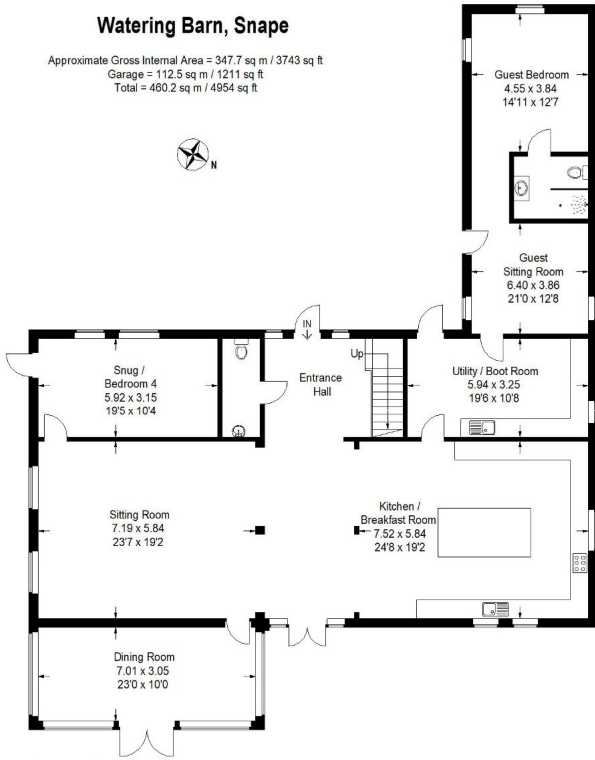 Watering Barn, Snape
Approximate Gross Internal Area = 347.7 sq m / 3743 sq ft
Garage = 112.5 sq m / 1211 sq ft
Total = 460.2 sq m / 4954 sq ft
N
Guest Bedroom
4.55 x 3.84
14'11 x 12'7
Guest
Sitting Room
6.40 x 3.86
21'0 x 12'8
IN
Snug /
Bedroom 4
5.92 x 3.15
19'5 x 10'4
Entrance
Hall
Up
Utility / Boot Room
5.94 x 3.25
19'6 x 10'8
Sitting Room
7.19 x 5.84
23'7 x 19'2
Kitchen /
Breakfast Room
7.52 x 5.84
24'8 x 19'2
Dining Room
7.01 x 3.05
23'0 x 10'0